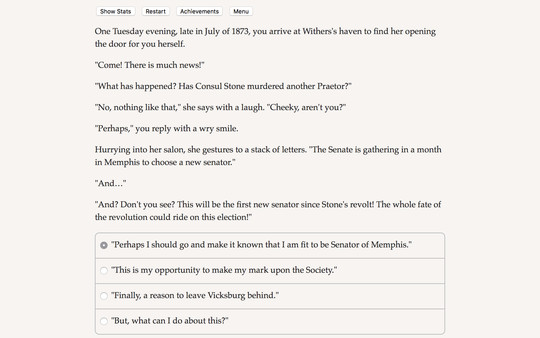 Show Stats Restart Achievements Menu
One Tuesday evening, late in July of 1873, you arrive at Withers's haven to find her opening
the door for you herself.
"Come! There is much news!"
"What has happened? Has Consul Stone murdered another Praetor?"
"No, nothing like that," she says with a laugh. "Cheeky, aren't you?"
"Perhaps," you reply with a wry smile.
Hurrying into her salon, she gestures to a stack of letters. "The Senate is gathering in a month
in Memphis to choose a new senator."
"And…"
"And? Don't you see? This will be the first new senator since Stone's revolt! The whole fate of
the revolution could ride on this election!"
"Perhaps I should go and make it known that I am fit to be Senator of Memphis."
"This is my opportunity to make my mark upon the Society."
"Finally, a reason to leave Vicksburg behind."
"But, what can I do about this?"